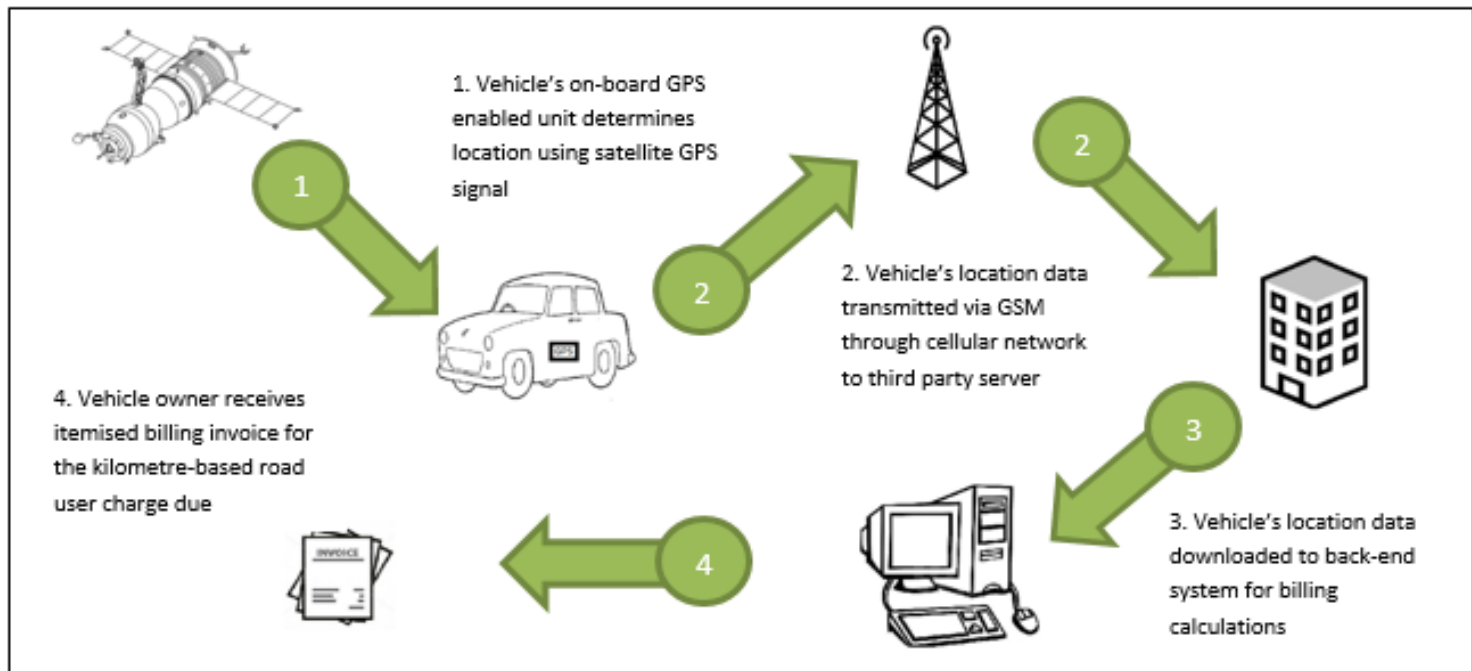 1. Vehicle's on-board GPS
enabled unit determines
location using satellite GPS
signal
1
2
2
GPS
2. Vehicle's location data
transmitted via GSM
through cellular network
to third party server
3
3. Vehicle's location data
downloaded to back-end
system for billing
calculations
4
4. Vehicle owner receives
itemised billing invoice for
the kilometre-based road
user charge due
INVOICE